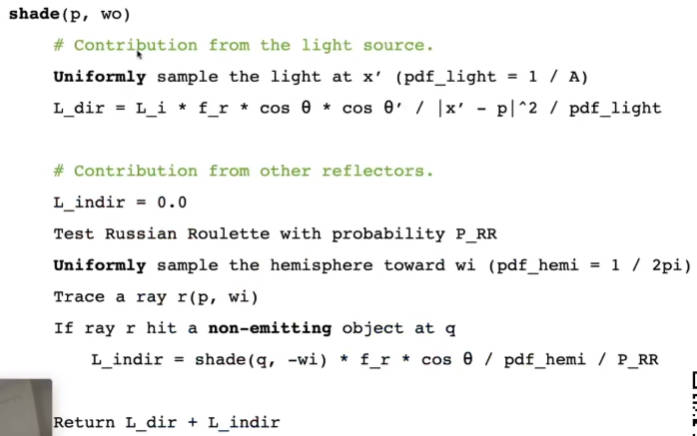 shade(p, wo)
# Contribution from the light source.
Uniformly sample the light at x′ (pdf_light = 1 / A)
L_dir = L_i * f_r * cos θ * cos θ′ / |x′ - p|^2 / pdf_light
# Contribution from other reflectors.
L_indir = 0.0
Test Russian Roulette with probability P_RR
Uniformly sample the hemisphere toward wi (pdf_hemi = 1 / 2pi)
Trace a ray r(p, wi)
If ray r hit a non-emitting object at q
L_indir = shade(q, -wi) * f_r * cos θ / pdf_hemi / P_RR
Return L_dir + L_indir